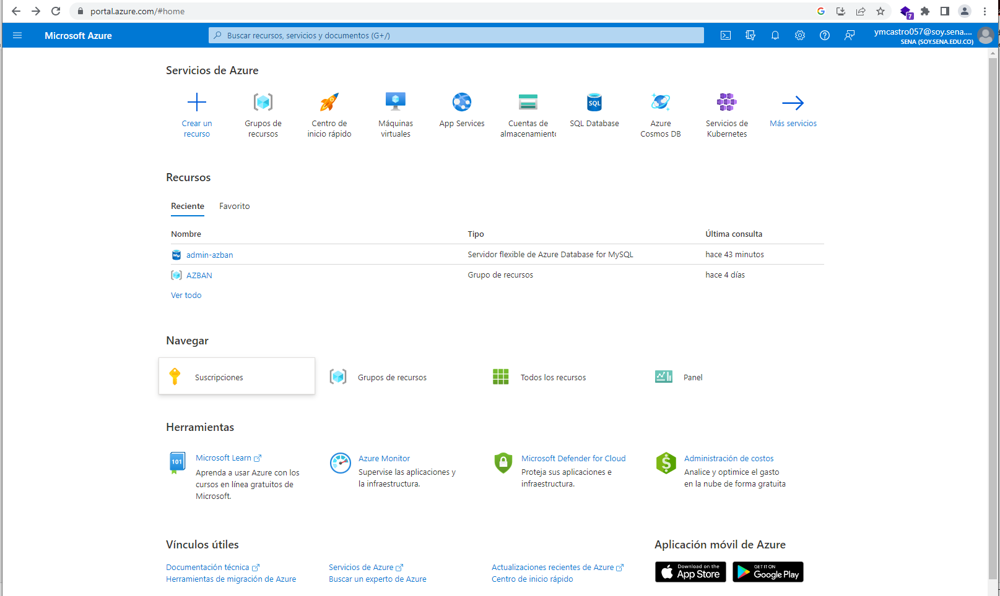 portal.azure.com/#home
7
Microsoft Azure
Buscar recursos, servicios y documentos (G+/)
ymcastro057@soy.sena....
SENA (SOY.SENA.EDU.CO)
Servicios de Azure
Crear un
recurso
Grupos de
recursos
Centro de
inicio rápido
Máquinas
virtuales
App Services
Cuentas de
almacenamiento
SQL
SQL Database
Azure
Cosmos DB
Servicios de
Kubernetes
Más servicios
Recursos
Reciente Favorito
Nombre Tipo Última consulta
My admin-azban Servidor flexible de Azure Database for MySQL hace 43 minutos
AZBAN Grupo de recursos hace 4 días
Ver todo
Navegar
Suscripciones Grupos de recursos Todos los recursos Panel
Herramientas
101
Microsoft Learn
Aprenda a usar Azure con los
cursos en línea gratuitos de
Microsoft.
Azure Monitor
Supervise las aplicaciones y
la infraestructura.
Microsoft Defender for Cloud
Proteja sus aplicaciones e
infraestructura.
$
Administración de costos
Analice y optimice el gasto
en la nube de forma gratuita
Vínculos útiles
Documentación técnica
Herramientas de migración de Azure
Servicios de Azure
Buscar un experto de Azure
Actualizaciones recientes de Azure
Centro de inicio rápido
Aplicación móvil de Azure
Download on the
App Store
GET IT ON
Google Play